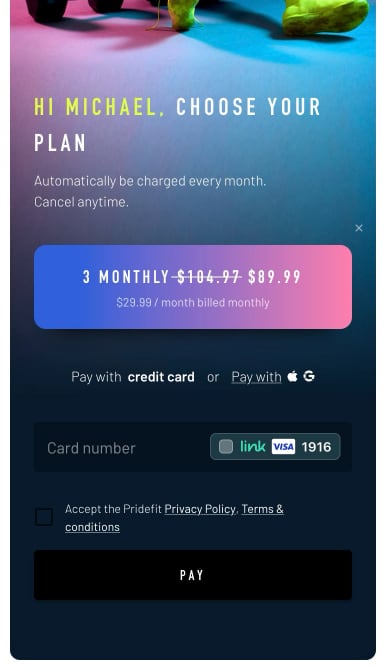 HI MICHAEL, CHOOSE YOUR
PLAN
Automatically be charged every month.
Cancel anytime.
×
3 MONTHLY $104.97 $89.99
$29.99 / month billed monthly
Pay with credit card or Pay with G
Card number link VISA 1916
Accept the Pridefit Privacy Policy, Terms &
conditions
PAY